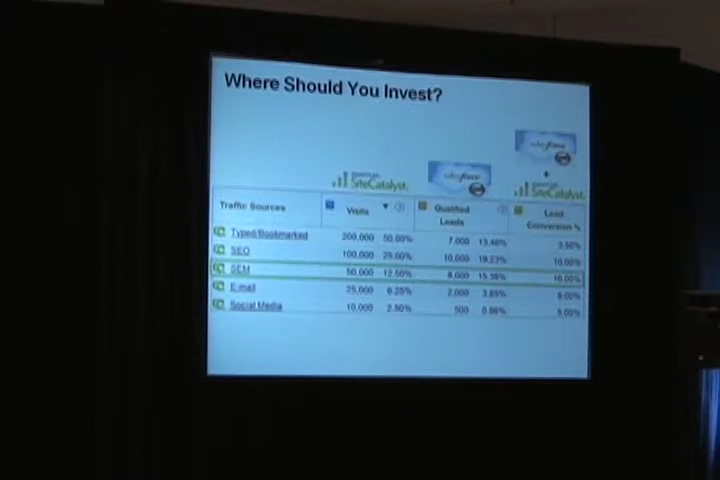 Where Should You Invest?
salesforce
+
SiteCatalyst.
salesforce
SiteCatalyst.
Traffic Sources
Visits
Qualified Leads
Lead Conversion %
Typed/Bookmarked 200,000 50.00% 7,000 13.46% 3.50%
SEO 100,000 25.00% 10,000 19.23% 10.00%
SEM 50,000 12.50% 8,000 15.38% 16.00%
E.mail 25,000 6.25% 2,000 3.85% 8.00%
Social Media 10,000 2.50% 500 0.96% 5.00%